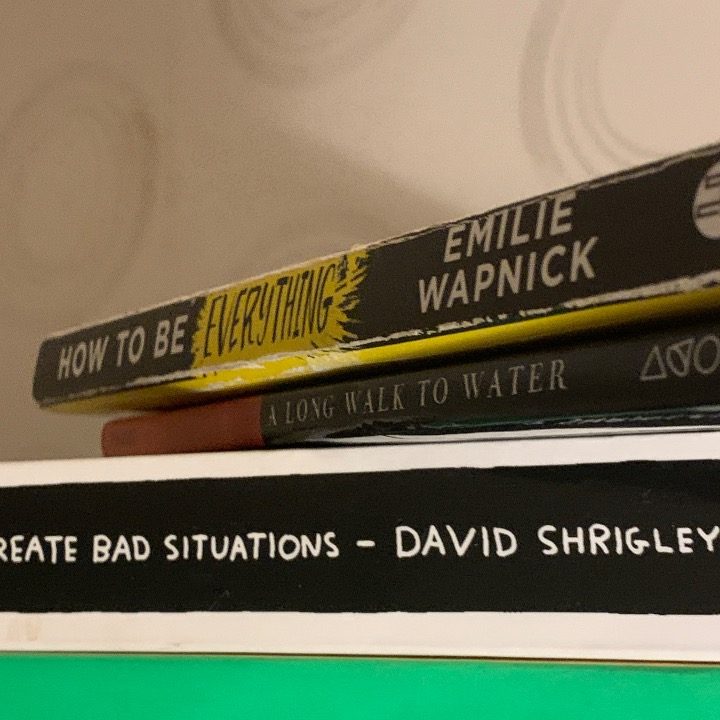 HOW TO BE EVERYTHING
EMILIE
WAPNICK
A LONG WALK TO WATER
REATE BAD SITUATIONS - DAVID SHRIGLEY